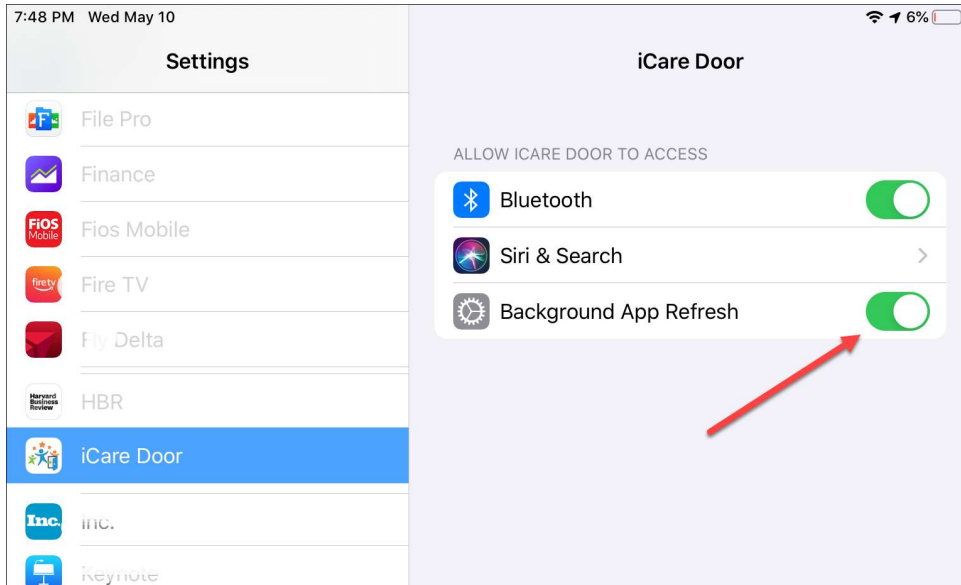 7:48 PM Wed May 10
6%
Settings
File Pro
Finance
FiOS
Mobile
Fios Mobile
firetv
Fire TV
Fly Delta
Harvard
Business
Review
HBR
iCare Door
Inc.
Inc.
Keynote
iCare Door
ALLOW ICARE DOOR TO ACCESS
Bluetooth
Siri & Search
Background App Refresh